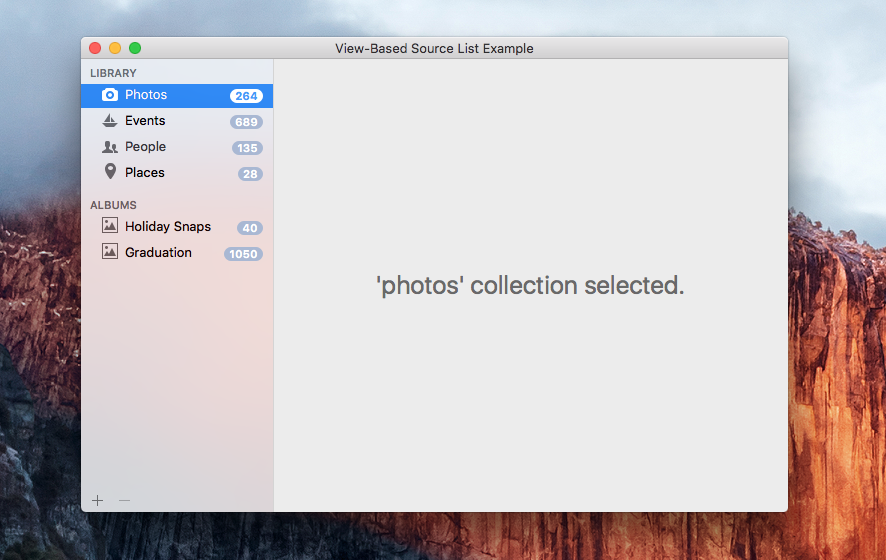 View-Based Source List Example
LIBRARY
Photos 264
Events 689
People 135
Places 28
ALBUMS
Holiday Snaps 40
Graduation 1050
'photos' collection selected.